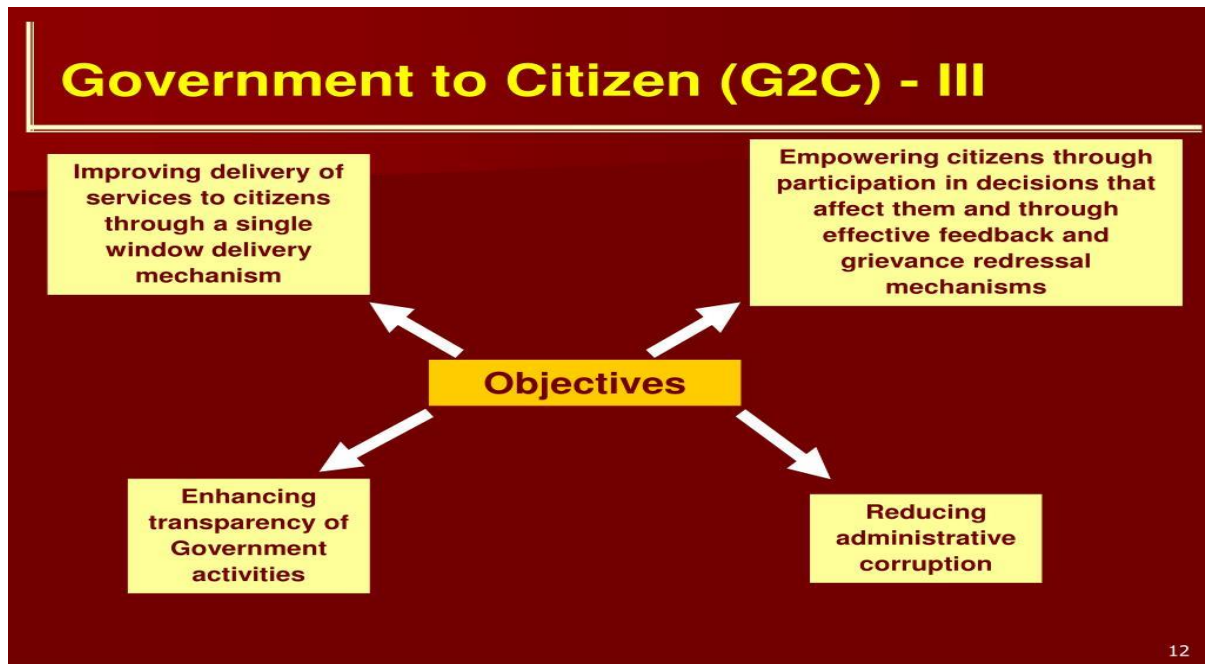 Government to Citizen (G2C) - III
Improving delivery of
services to citizens
through a single
window delivery
mechanism
Empowering citizens through
participation in decisions that
affect them and through
effective feedback and
grievance redressal
mechanisms
Objectives
Enhancing
transparency of
Government
activities
Reducing
administrative
corruption
12